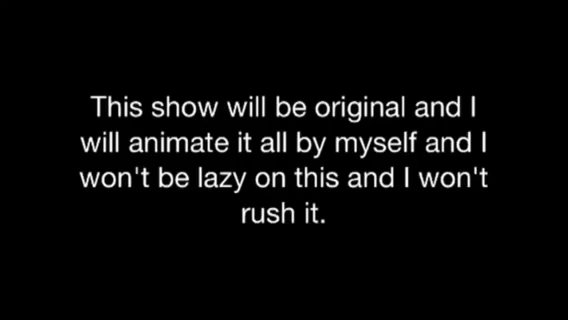 This show will be original and I
will animate it all by myself and I
won't be lazy on this and I won't
rush it.